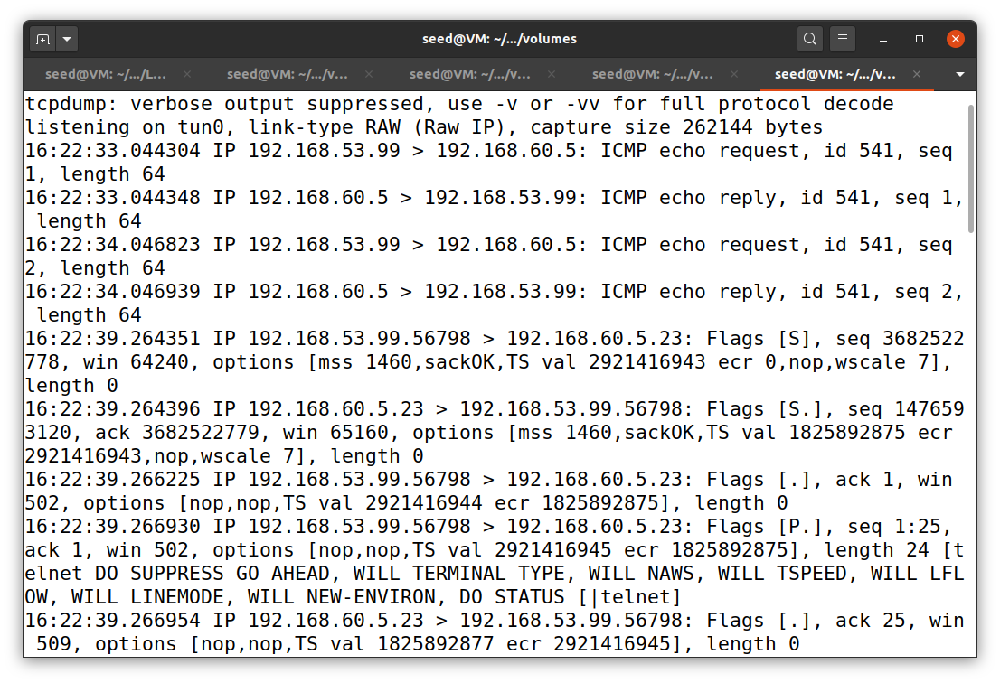 seed@VM: ~/.../volumes
seed@VM: ~/.../L...
seed@VM: ~/.../v...
seed@VM: ~/.../v...
seed@VM: ~/.../v...
seed@VM: ~/.../v...
tcpdump: verbose output suppressed, use -v or -vv for full protocol decode
listening on tun0, link-type RAW (Raw IP), capture size 262144 bytes
16:22:33.044304 IP 192.168.53.99 > 192.168.60.5: ICMP echo request, id 541, seq
1, length 64
16:22:33.044348 IP 192.168.60.5 > 192.168.53.99: ICMP echo reply, id 541, seq 1,
 length 64
16:22:34.046823 IP 192.168.53.99 > 192.168.60.5: ICMP echo request, id 541, seq
2, length 64
16:22:34.046939 IP 192.168.60.5 > 192.168.53.99: ICMP echo reply, id 541, seq 2,
 length 64
16:22:39.264351 IP 192.168.53.99.56798 > 192.168.60.5.23: Flags [S], seq 3682522
778, win 64240, options [mss 1460,sackOK,TS val 2921416943 ecr 0,nop,wscale 7],
length 0
16:22:39.264396 IP 192.168.60.5.23 > 192.168.53.99.56798: Flags [S.], seq 147659
3120, ack 3682522779, win 65160, options [mss 1460,sackOK,TS val 1825892875 ecr
2921416943,nop,wscale 7], length 0
16:22:39.266225 IP 192.168.53.99.56798 > 192.168.60.5.23: Flags [.], ack 1, win
502, options [nop,nop,TS val 2921416944 ecr 1825892875], length 0
16:22:39.266930 IP 192.168.53.99.56798 > 192.168.60.5.23: Flags [P.], seq 1:25,
ack 1, win 502, options [nop,nop,TS val 2921416945 ecr 1825892875], length 24 [t
elnet DO SUPPRESS GO AHEAD, WILL TERMINAL TYPE, WILL NAWS, WILL TSPEED, WILL LFL
OW, WILL LINEMODE, WILL NEW-ENVIRON, DO STATUS [|telnet]
16:22:39.266954 IP 192.168.60.5.23 > 192.168.53.99.56798: Flags [.], ack 25, win
 509, options [nop,nop,TS val 1825892877 ecr 2921416945], length 0